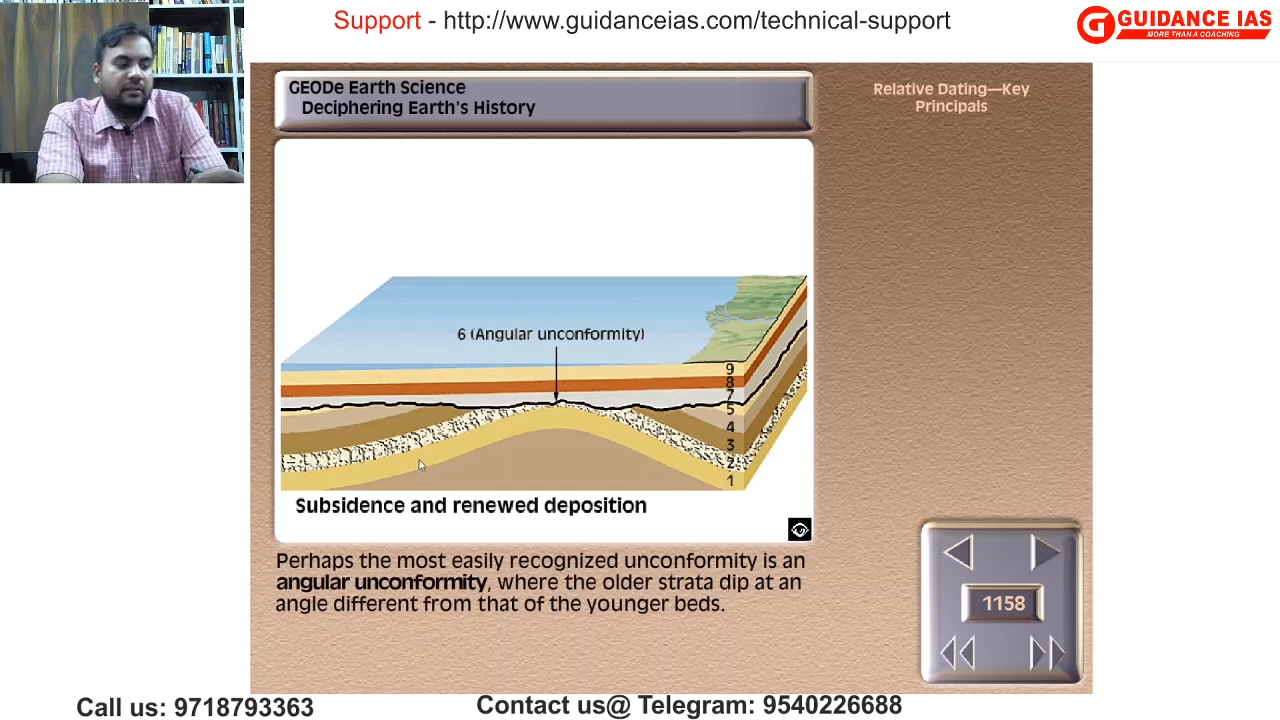 Support - http://www.guidanceias.com/technical-support
GUIDANCE IAS
MORE THAN A COACHING
GEODe Earth Science
Deciphering Earth's History
Relative Dating—Key
Principals
6 (Angular unconformity)
9
8
7
5
4
3
2
1
Subsidence and renewed deposition
Perhaps the most easily recognized unconformity is an
angular unconformity, where the older strata dip at an
angle different from that of the younger beds.
1158
Call us: 9718793363
Contact us@ Telegram: 9540226688